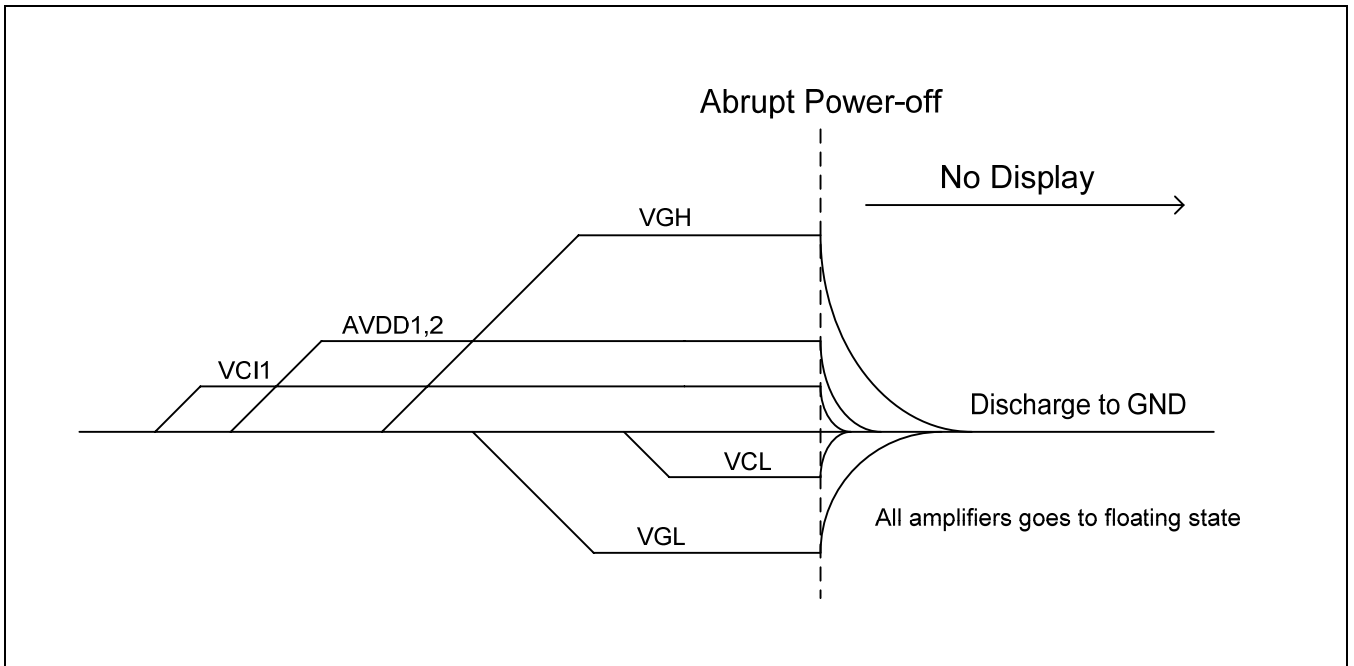 Abrupt Power-off
No Display
VGH
AVDD1,2
VCI1
Discharge to GND
VCL
All amplifiers goes to floating state
VGL